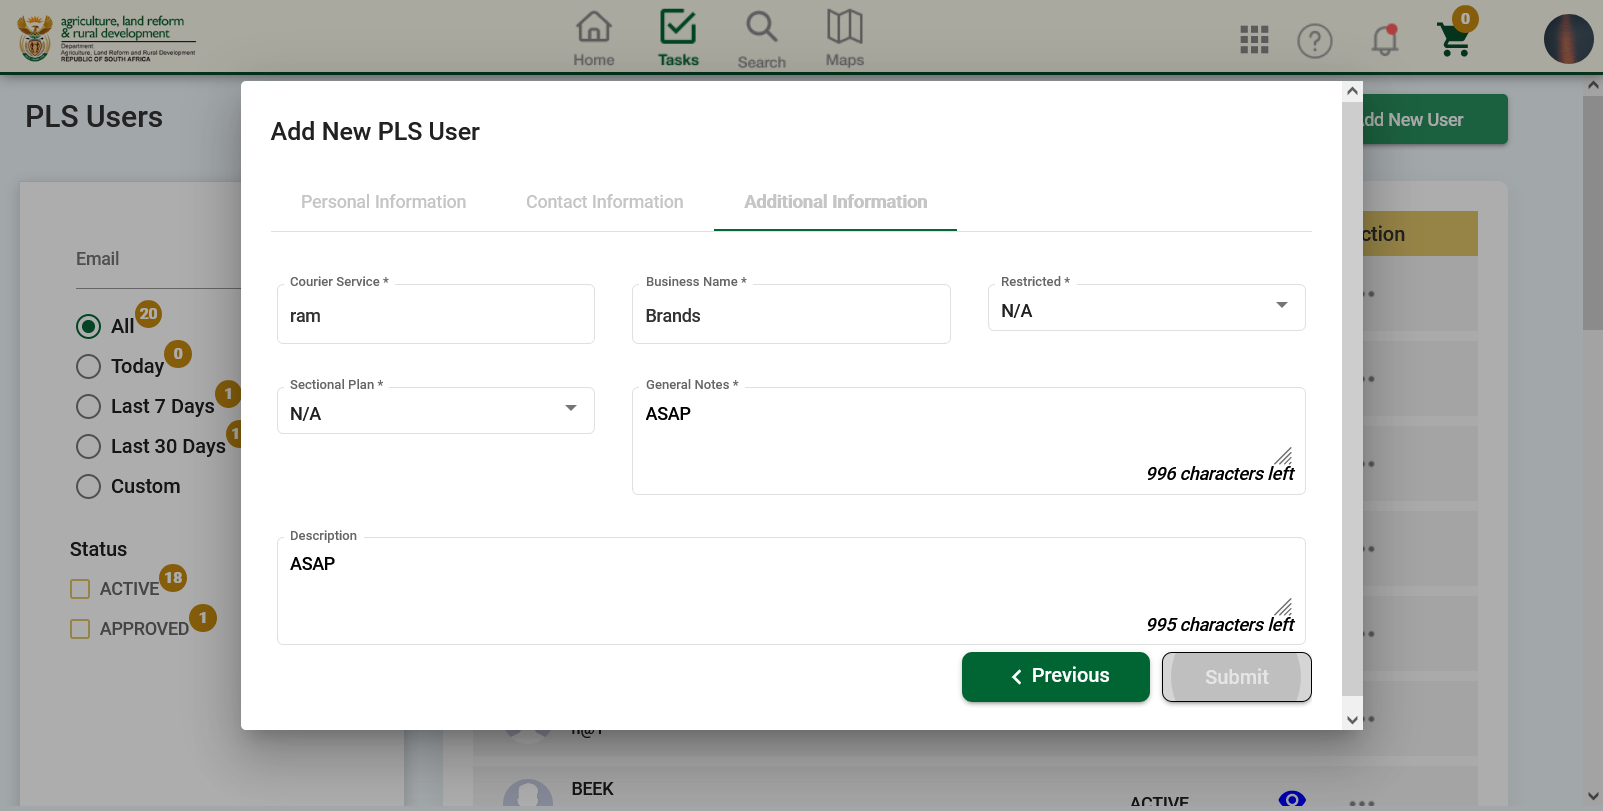 agriculture, land reform
& rural development
Department
Agriculture, Land Reform and Rural Development
REPUBLIC OF SOUTH AFRICA
Home
Tasks
Search
Maps
?
0
PLS Users
dd New User
Add New PLS User
Personal Information
Contact Information
Additional Information
ction
Email
All 20
Today 0
Last 7 Days 1
Last 30 Days 1
Custom
Status
ACTIVE 18
APPROVED 1
Courier Service *
ram
Business Name *
Brands
Restricted *
N/A
Sectional Plan *
N/A
General Notes *
ASAP
996 characters left
Description
ASAP
995 characters left
Previous
Submit
BEEK
ACTIVE